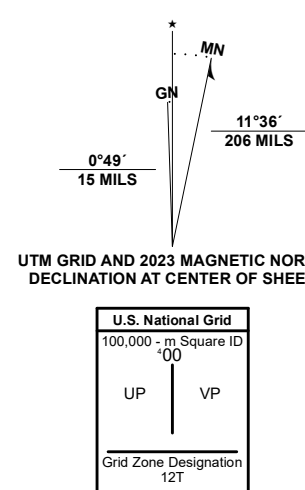 ★
MN
GN
11°36´
206 MILS
0°49´
15 MILS
UTM GRID AND 2023 MAGNETIC NOR
DECLINATION AT CENTER OF SHEE
U.S. National Grid
100,000 - m Square ID
⁴00
UP VP
Grid Zone Designation
12T